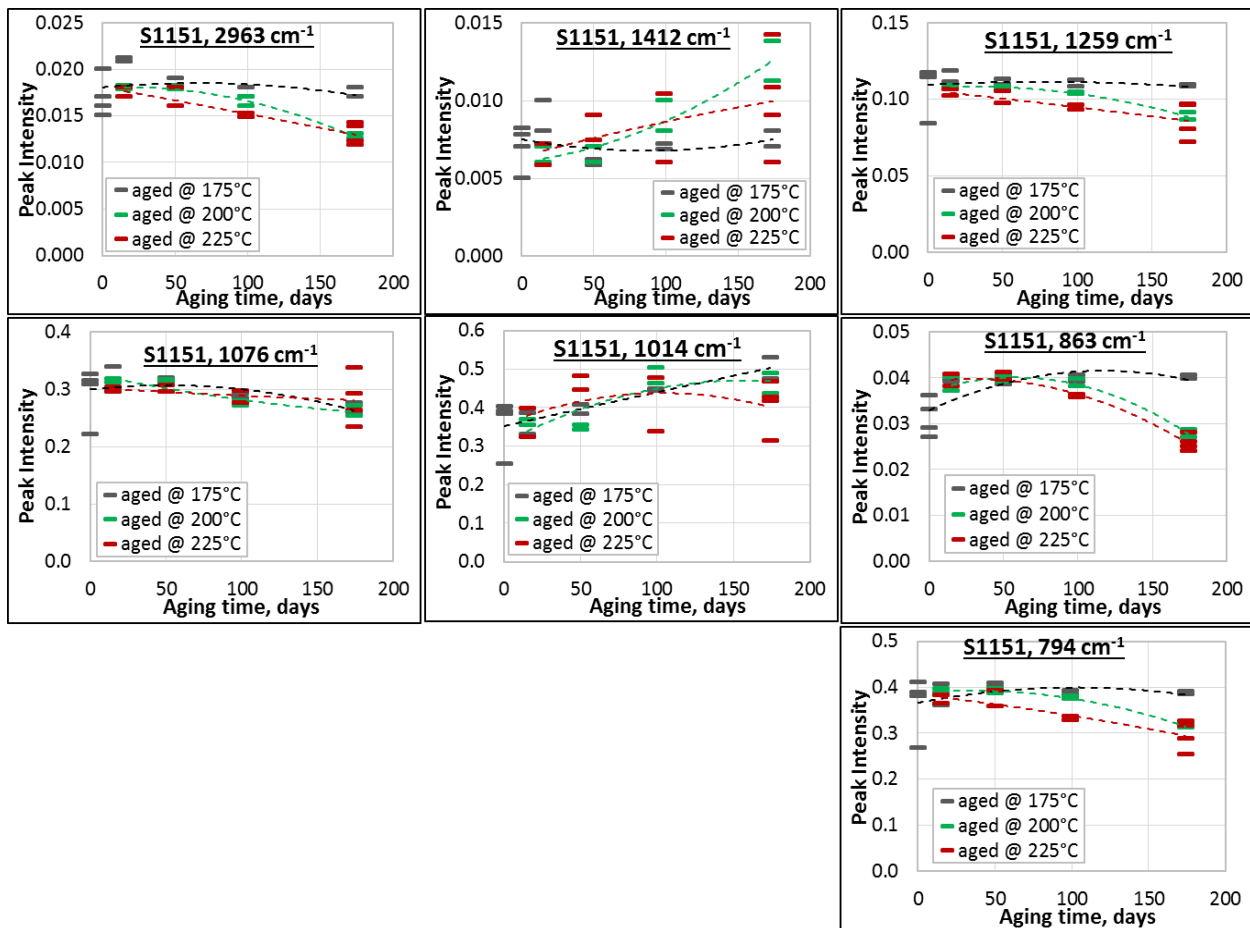 S1151, 2963 cm-1
Peak Intensity
0.025
0.020
0.015
0.010
0.005
0.000
aged @ 175°C
aged @ 200°C
aged @ 225°C
0 50 100 150 200
Aging time, days
S1151, 1412 cm-1
Peak Intensity
0.015
0.010
0.005
0.000
aged @ 175°C
aged @ 200°C
aged @ 225°C
0 50 100 150 200
Aging time, days
S1151, 1259 cm-1
Peak Intensity
0.15
0.10
0.05
0.00
aged @ 175°C
aged @ 200°C
aged @ 225°C
0 50 100 150 200
Aging time, days
S1151, 1076 cm-1
Peak Intensity
0.4
0.3
0.2
0.1
0.0
aged @ 175°C
aged @ 200°C
aged @ 225°C
0 50 100 150 200
Aging time, days
S1151, 1014 cm-1
Peak Intensity
0.6
0.5
0.4
0.3
0.2
0.1
0.0
aged @ 175°C
aged @ 200°C
aged @ 225°C
0 50 100 150 200
Aging time, days
S1151, 863 cm-1
Peak Intensity
0.05
0.04
0.03
0.02
0.01
0.00
aged @ 175°C
aged @ 200°C
aged @ 225°C
0 50 100 150 200
Aging time, days
S1151, 794 cm-1
Peak Intensity
0.5
0.4
0.3
0.2
0.1
0.0
aged @ 175°C
aged @ 200°C
aged @ 225°C
0 50 100 150 200
Aging time, days